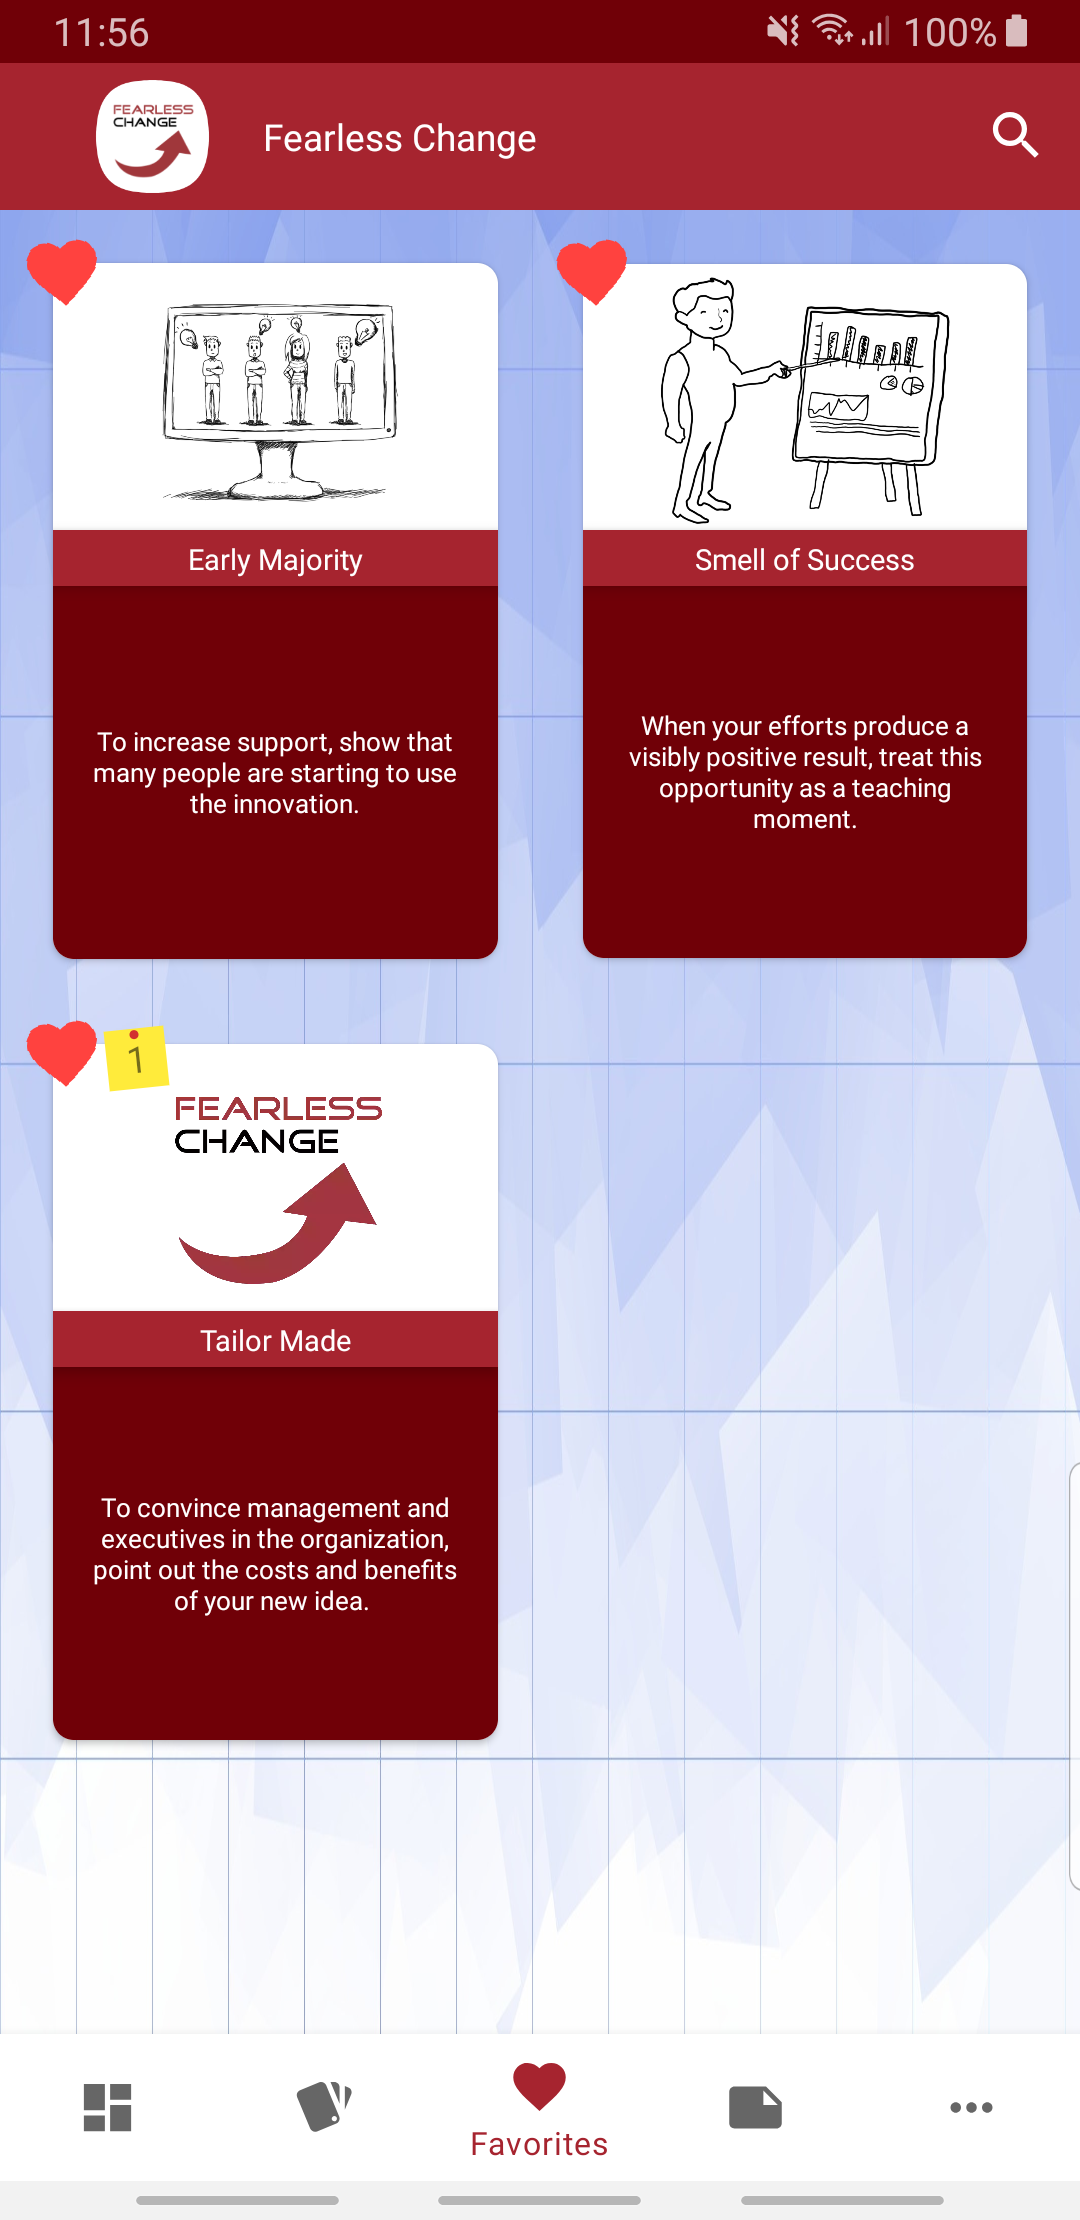 11:56
100%
FEARLESS
CHANGE
Fearless Change
Early Majority
To increase support, show that
many people are starting to use
the innovation.
Smell of Success
When your efforts produce a
visibly positive result, treat this
opportunity as a teaching
moment.
1
FEARLESS
CHANGE
Tailor Made
To convince management and
executives in the organization,
point out the costs and benefits
of your new idea.
Favorites